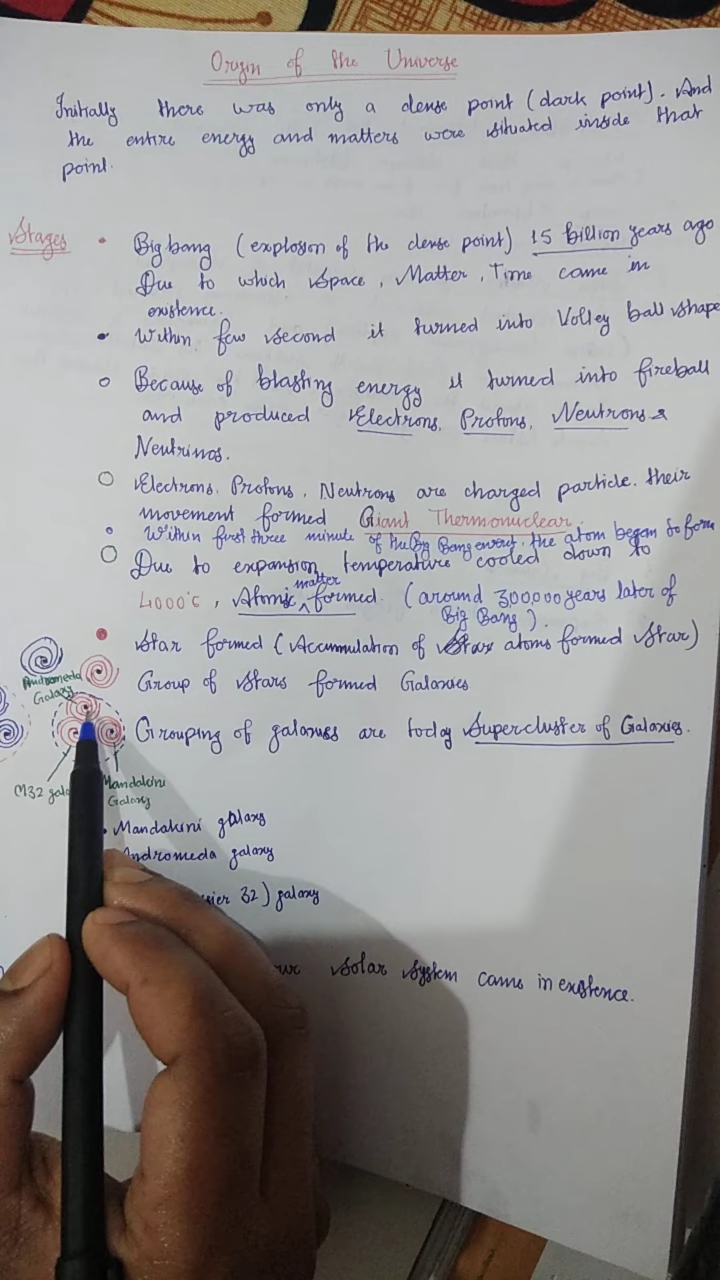 Origin of the Universe
Initially there was only a dense point (dark point). And
the entire energy and matters were situated inside that
point.
Stages
Big bang (explosion of the dense point) 15 billion years ago
Due to which space, Matter, Time came in
existence.
Within few second it turned into Volley ball shape
Because of blasting energy it turned into fireball
and produced Electrons, Protons, Neutrons &
Neutrinos.
Electrons, Protons, Neutrons are charged particle. their
movement formed Giant Thermonuclear.
Within first three minute of the Big Bang event, the atom began to form
Due to expansion temperature cooled down to
4000°c, Atomic matter formed. (around 300,000 years later of
Big Bang).
Star formed (Accumulation of atoms formed Star)
Group of stars formed Galaxies
Grouping of galaxies are today Supercluster of Galaxies.
Andromeda
Galaxy
M32
Mandakini
Galaxy
Mandakini galaxy
Andromeda galaxy
32) galaxy
solar system came in existence.